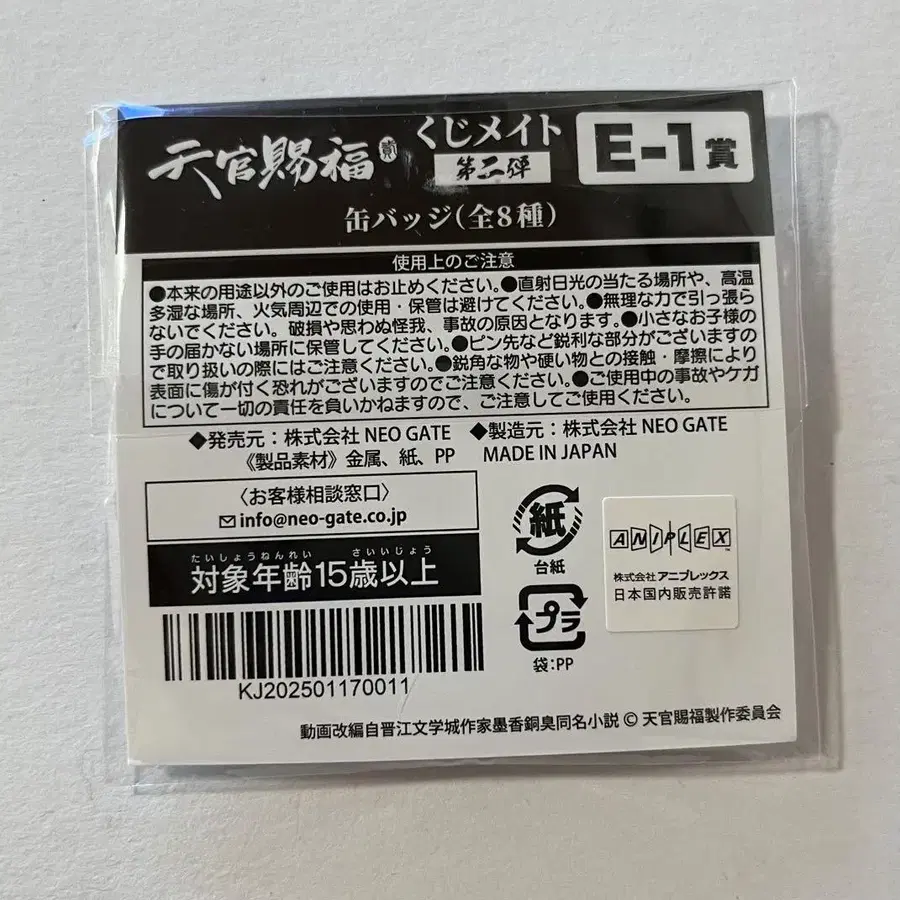 天官賜福 貳
くじメイト
第二弾
E-1賞
缶バッジ(全8種)
使用上のご注意
●本来の用途以外のご使用はお止めください。●直射日光の当たる場所や、高温
多湿な場所、火気周辺での使用・保管は避けてください。●無理な力で引っ張ら
ないでください。破損や思わぬ怪我、事故の原因となります。●小さなお子様の
手の届かない場所に保管してください。●ピン先など鋭利な部分がございますの
で取り扱いの際にはご注意ください。●鋭角な物や硬い物との接触・摩擦により
表面に傷が付く恐れがございますのでご注意ください。●ご使用中の事故やケガ
について一切の責任を負いかねますので、ご注意してご使用ください。
◆発売元:株式会社 NEO GATE ◆製造元:株式会社 NEO GATE
《製品素材》金属、紙、PP MADE IN JAPAN
〈お客様相談窓口〉
info@neo-gate.co.jp
たいしょうねんれい さいいじょう
対象年齢15歳以上
KJ202501170011
紙
台紙
プラ
袋:PP
ANIPLEX™
株式会社 アニプレックス
日本国内販売許諾
動画改編自晋江文学城作家墨香銅臭同名小説 © 天官賜福製作委員会